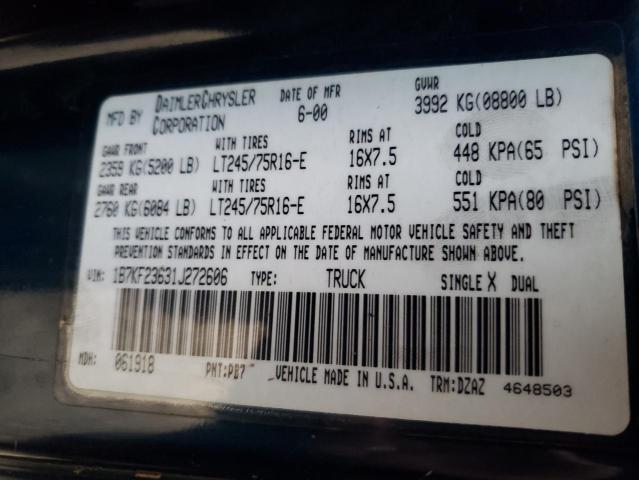 MFD BY DAIMLERCHRYSLER CORPORATION DATE OF MFR 6-00 GVWR 3992 KG(08800 LB)
GAWR FRONT WITH TIRES RIMS AT COLD
2359 KG(5200 LB) LT245/75R16-E 16X7.5 448 KPA(65 PSI)
GAWR REAR WITH TIRES RIMS AT COLD
2760 KG(6084 LB) LT245/75R16-E 16X7.5 551 KPA(80 PSI)
THIS VEHICLE CONFORMS TO ALL APPLICABLE FEDERAL MOTOR VEHICLE SAFETY AND THEFT
PREVENTION STANDARDS IN EFFECT ON THE DATE OF MANUFACTURE SHOWN ABOVE.
VIN: 1B7KF23631J272606 TYPE: TRUCK SINGLE X DUAL
MDH: 061918 PNT:PB7 VEHICLE MADE IN U.S.A. TRM:DZAZ 4648503